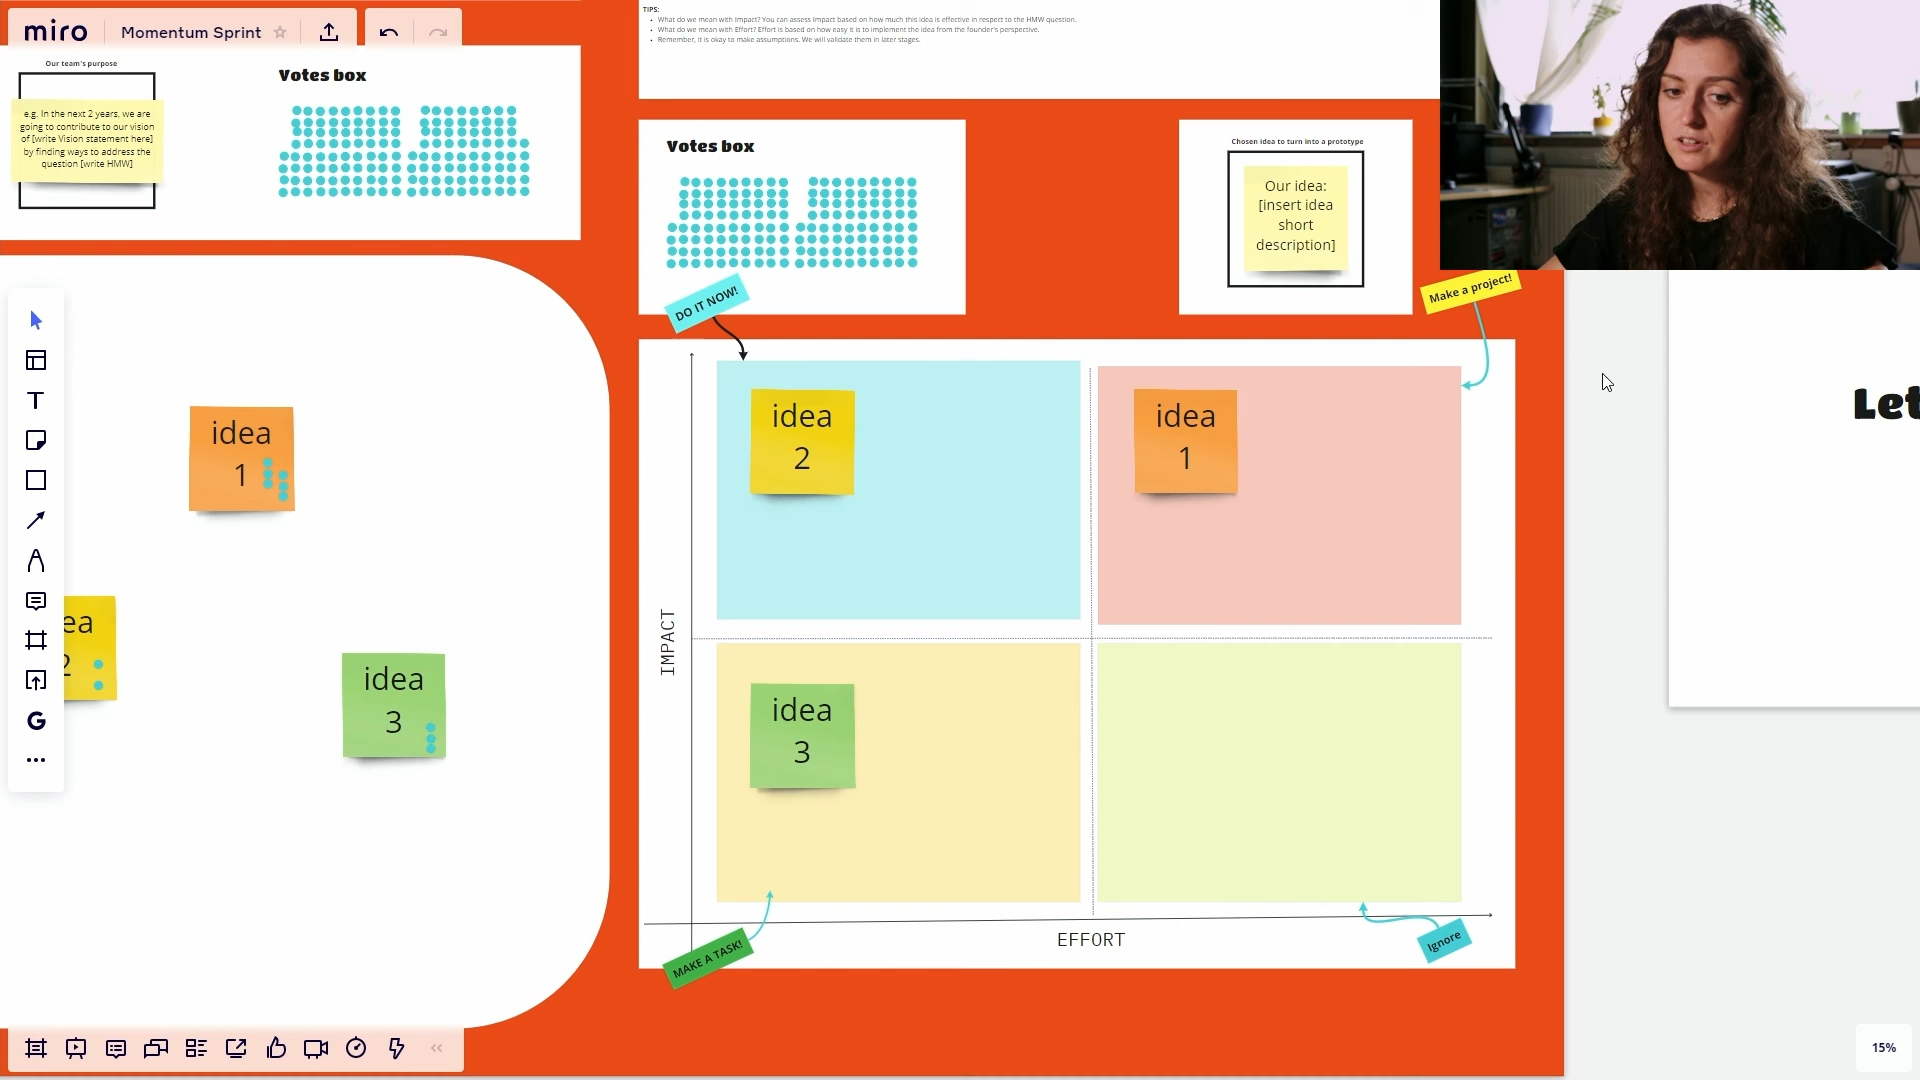 miro
Momentum Sprint
TIPS:
What do we mean with Impact? You can assess Impact based on how much this idea is effective in respect to the HMW question.
What do we mean with Effort? Effort is based on how easy it is to implement the idea from the founder's perspective.
Remember, it is okay to make assumptions. We will validate them in later stages.
Our team's purpose
e.g. In the next 2 years, we are
going to contribute to our vision
of [write Vision statement here]
by finding ways to address the
question [write HMW]
Votes box
Votes box
Chosen idea to turn into a prototype
Our idea:
[insert idea
short
description]
DO IT NOW!
Make a project!
idea
1
ea
2
idea
3
idea
2
idea
1
idea
3
IMPACT
EFFORT
MAKE A TASK!
Ignore
Let
15%